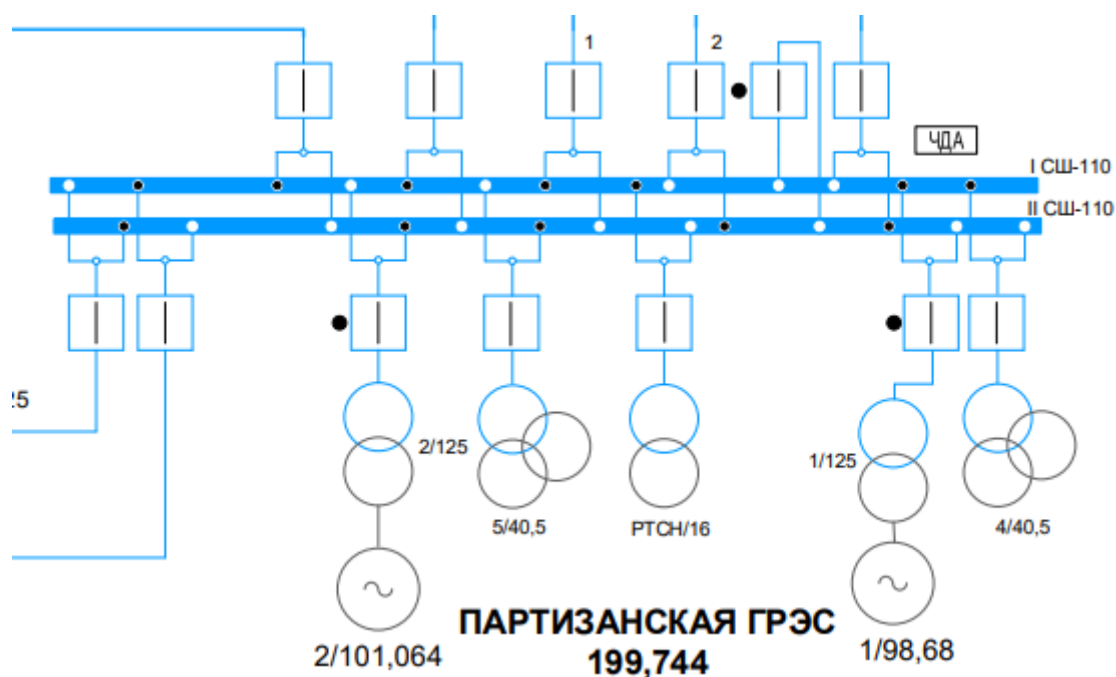 1
2
ЧДА
I СШ-110
II СШ-110
2/125
1/125
5/40,5
РТСН/16
4/40,5
ПАРТИЗАНСКАЯ ГРЭС
199,744
2/101,064
1/98,68